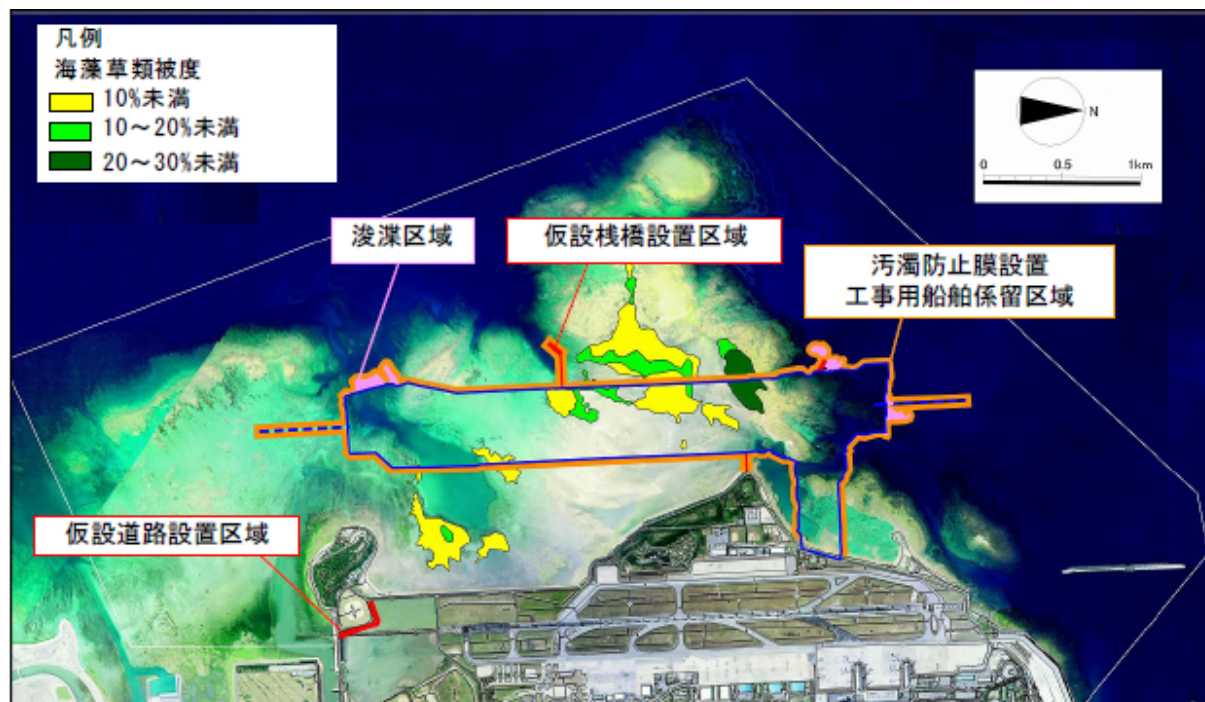 凡例
海藻草類被度
10%未満
10~20%未満
20~30%未満
N
0 0.5 1km
浚渫区域
仮設桟橋設置区域
汚濁防止膜設置
工事用船舶係留区域
仮設道路設置区域